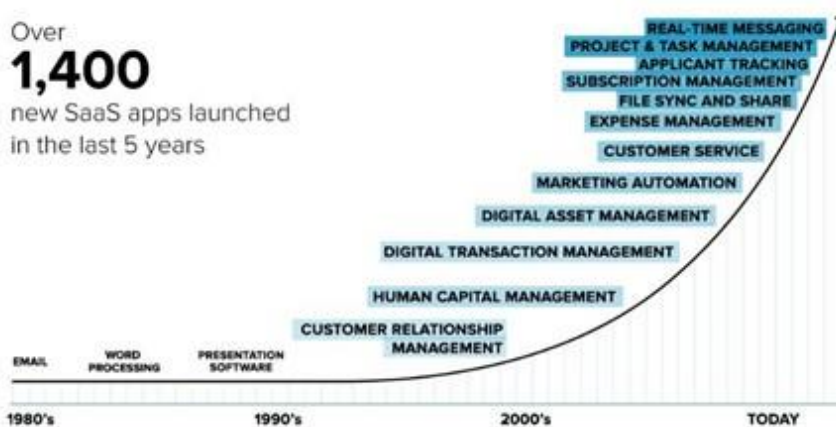 Over
1,400
new SaaS apps launched
in the last 5 years
REAL-TIME MESSAGING
PROJECT & TASK MANAGEMENT
APPLICANT TRACKING
SUBSCRIPTION MANAGEMENT
FILE SYNC AND SHARE
EXPENSE MANAGEMENT
CUSTOMER SERVICE
MARKETING AUTOMATION
DIGITAL ASSET MANAGEMENT
DIGITAL TRANSACTION MANAGEMENT
HUMAN CAPITAL MANAGEMENT
CUSTOMER RELATIONSHIP
MANAGEMENT
EMAIL
WORD
PROCESSING
PRESENTATION
SOFTWARE
1980's
1990's
2000's
TODAY